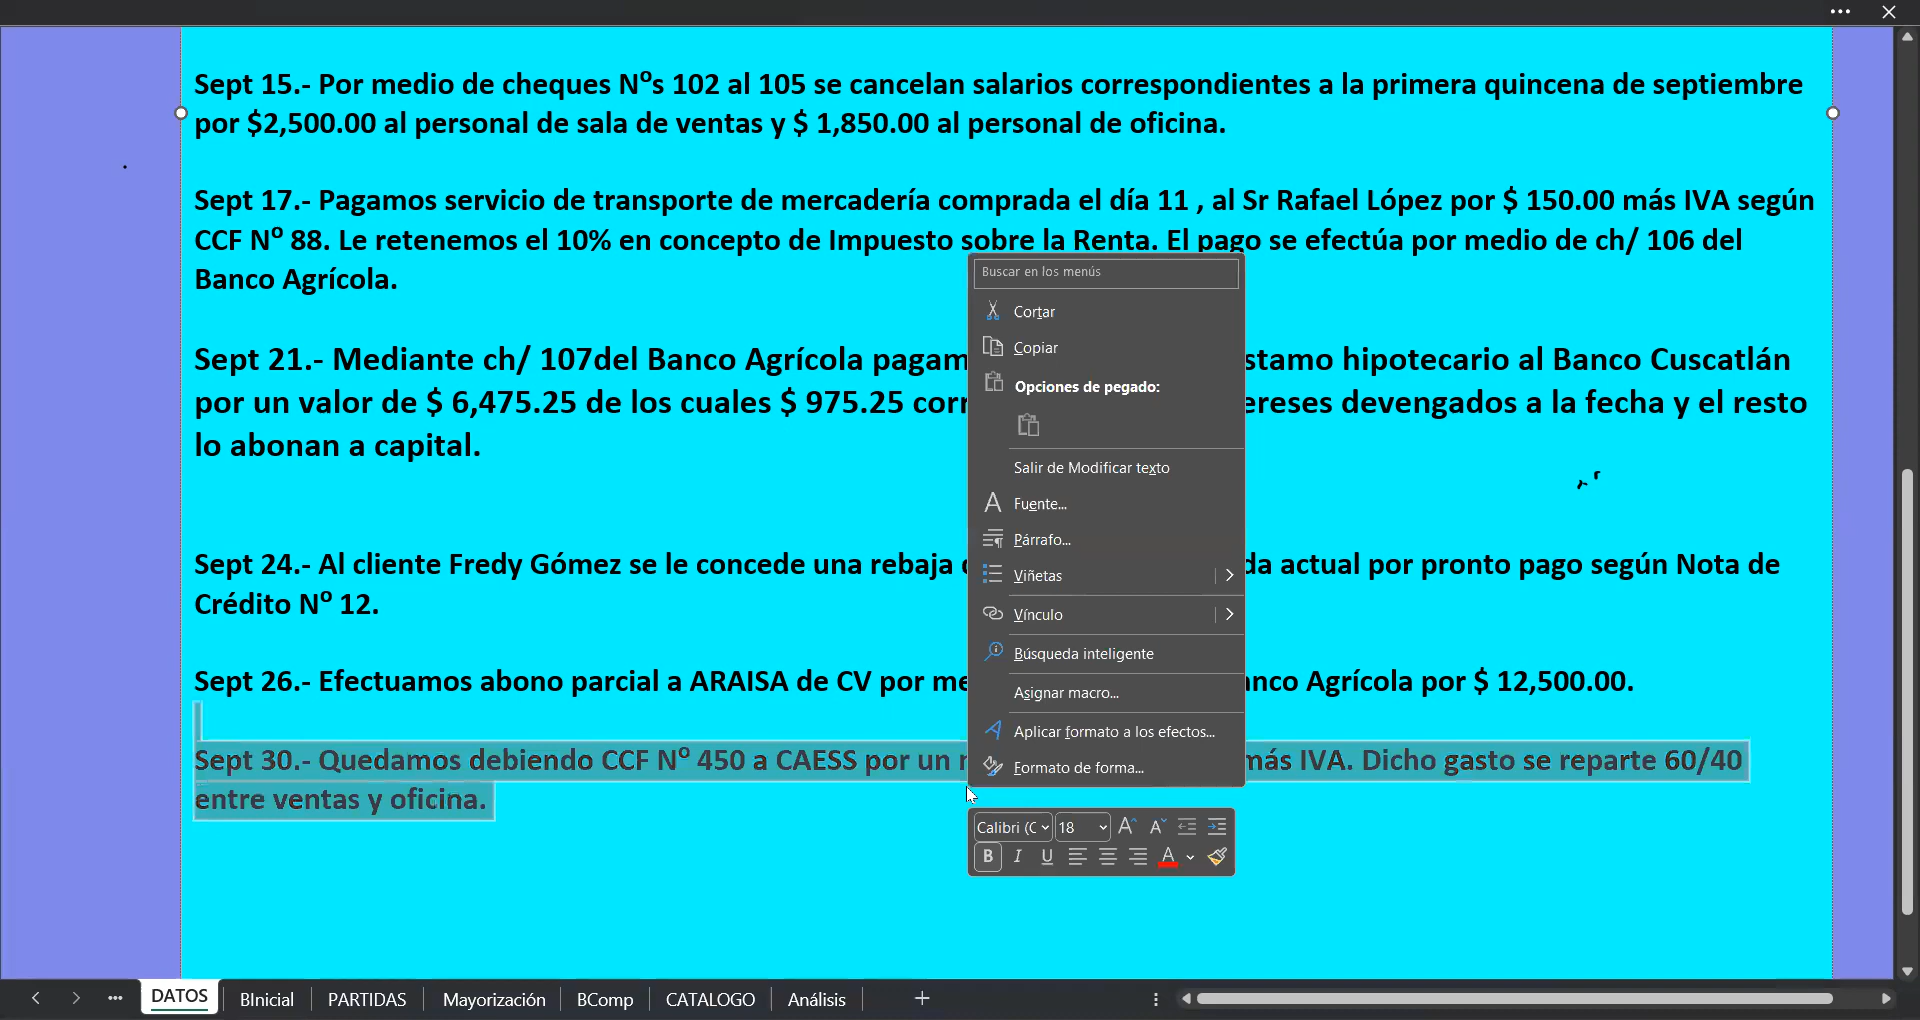 Sept 15.- Por medio de cheques Nºs 102 al 105 se cancelan salarios correspondientes a la primera quincena de septiembre
por $2,500.00 al personal de sala de ventas y $ 1,850.00 al personal de oficina.
Sept 17.- Pagamos servicio de transporte de mercadería comprada el día 11 , al Sr Rafael López por $ 150.00 más IVA según
CCF Nº 88. Le retenemos el 10% en concepto de Impuesto sobre la Renta. El pago se efectúa por medio de ch/ 106 del
Banco Agrícola.
Sept 21.- Mediante ch/ 107del Banco Agrícola pagam stamo hipotecario al Banco Cuscatlán
por un valor de $ 6,475.25 de los cuales $ 975.25 corr ereses devengados a la fecha y el resto
lo abonan a capital.
Sept 24.- Al cliente Fredy Gómez se le concede una rebaja da actual por pronto pago según Nota de
Crédito Nº 12.
Sept 26.- Efectuamos abono parcial a ARAISA de CV por me anco Agrícola por $ 12,500.00.
Sept 30.- Quedamos debiendo CCF Nº 450 a CAESS por un más IVA. Dicho gasto se reparte 60/40
entre ventas y oficina.
Buscar en los menús
Cortar
Copiar
Opciones de pegado:
Salir de Modificar texto
Fuente...
Párrafo...
Viñetas
Vínculo
Búsqueda inteligente
Asignar macro...
Aplicar formato a los efectos...
Formato de forma...
Calibri (C 18 A A
B I U A
DATOS BInicial PARTIDAS Mayorización BComp CATALOGO Análisis